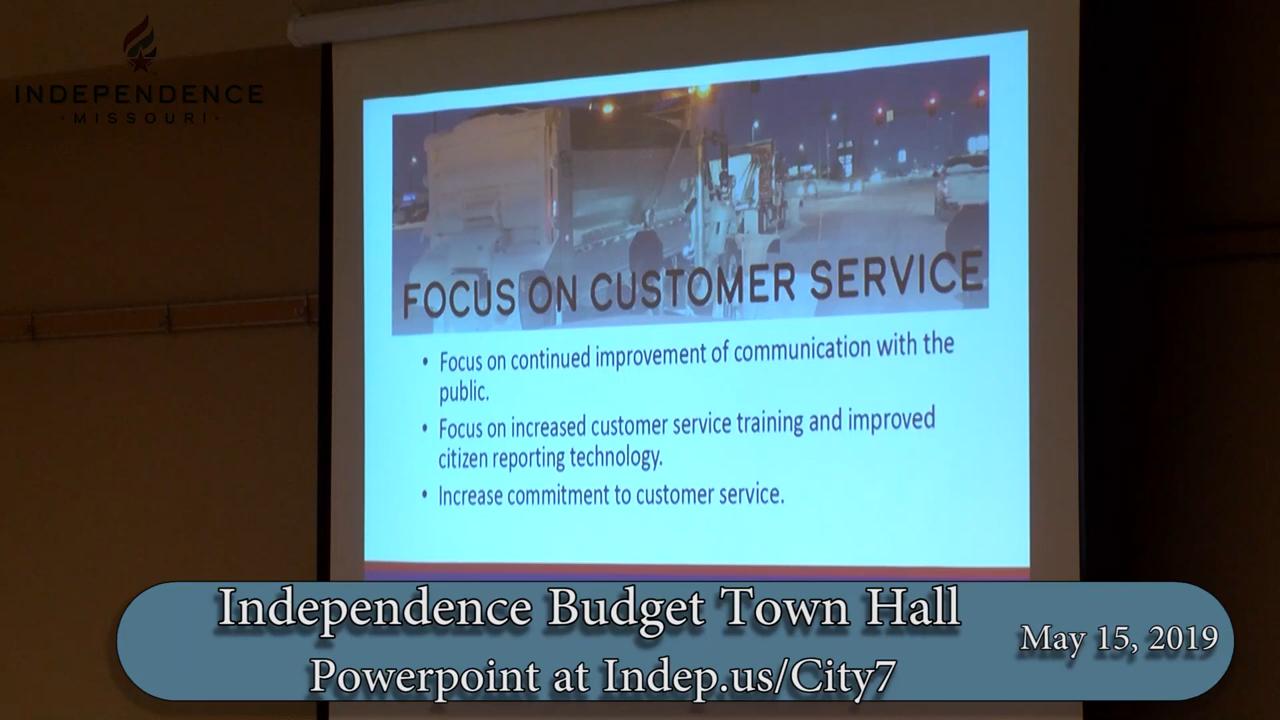 INDEPENDENCE
· MISSOURI ·
FOCUS ON CUSTOMER SERVICE
• Focus on continued improvement of communication with the
public.
• Focus on increased customer service training and improved
citizen reporting technology.
• Increase commitment to customer service.
Independence Budget Town Hall
Powerpoint at Indep.us/City7
May 15, 2019